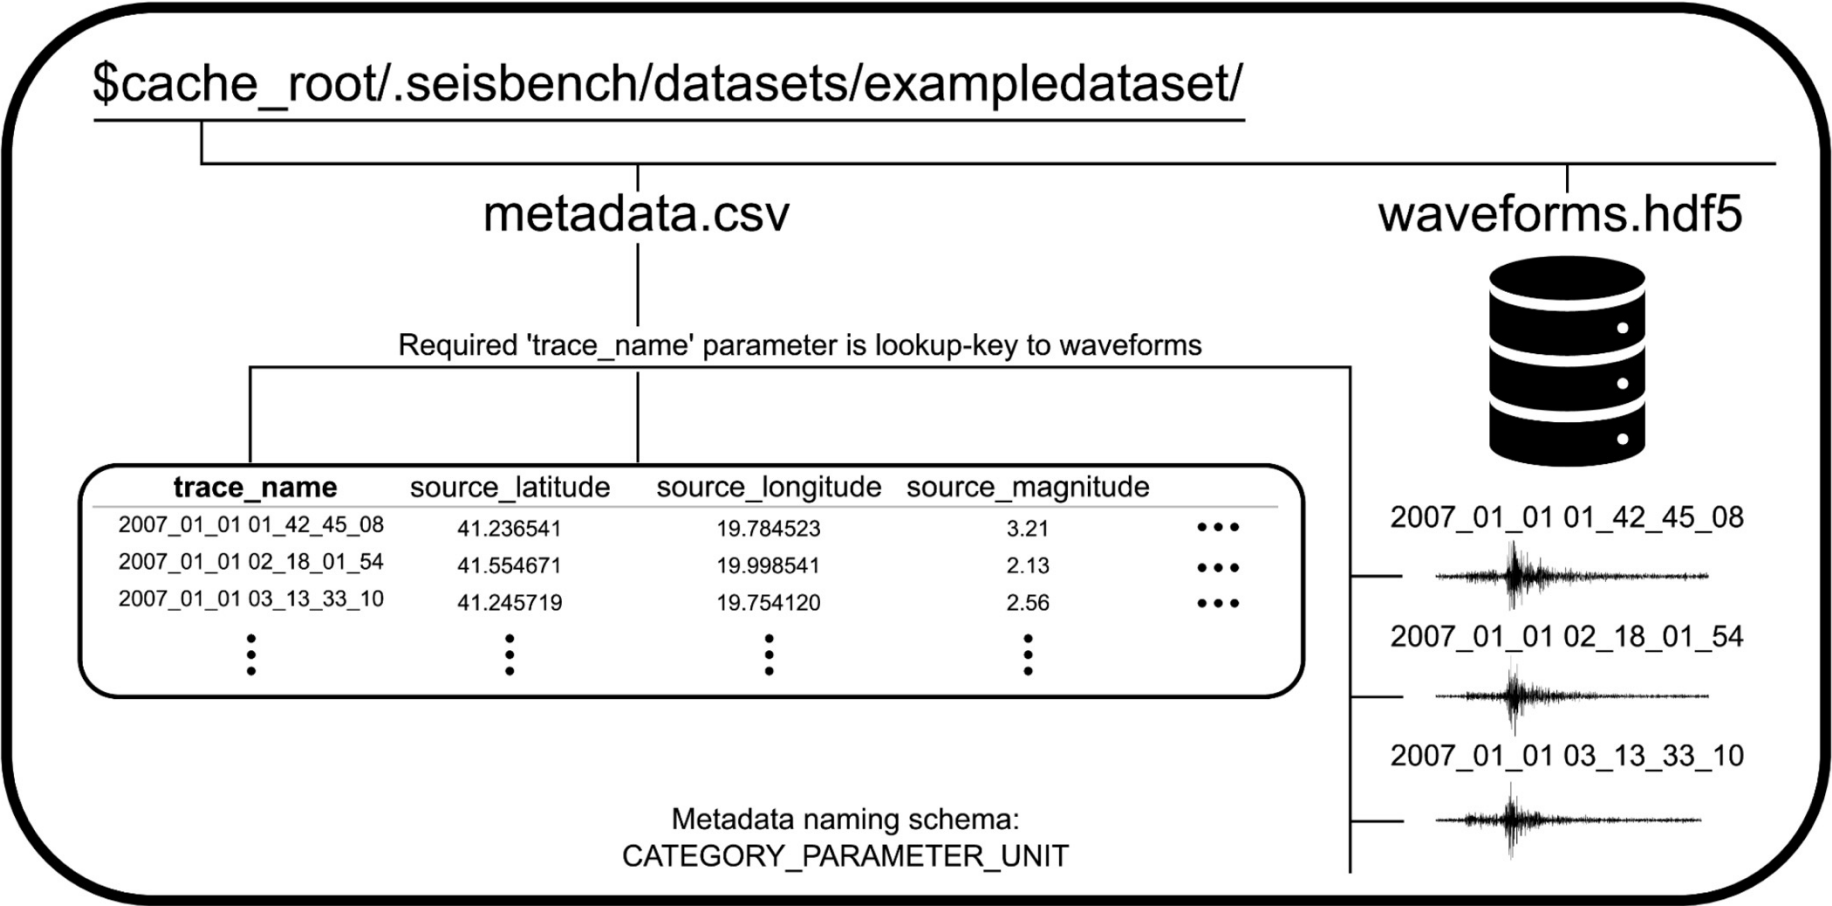 $cache_root/.seisbench/datasets/exampledataset/
metadata.csv
waveforms.hdf5
Required 'trace_name' parameter is lookup-key to waveforms
trace_name source_latitude source_longitude source_magnitude
2007_01_01 01_42_45_08 41.236541 19.784523 3.21 •••
2007_01_01 02_18_01_54 41.554671 19.998541 2.13 •••
2007_01_01 03_13_33_10 41.245719 19.754120 2.56 •••
2007_01_01 01_42_45_08
2007_01_01 02_18_01_54
2007_01_01 03_13_33_10
Metadata naming schema:
CATEGORY_PARAMETER_UNIT